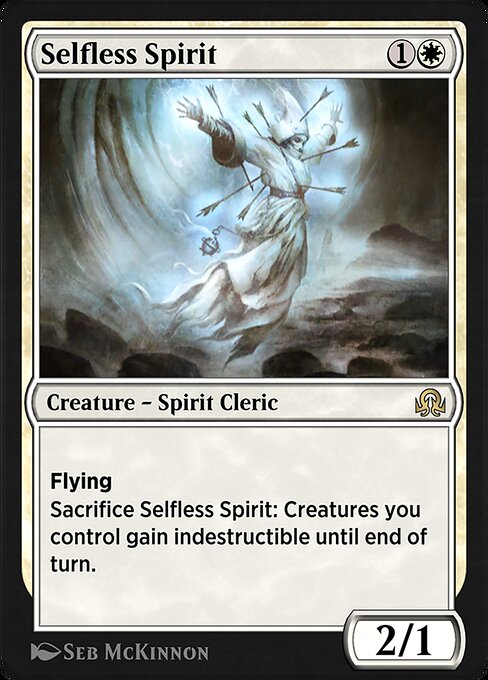 Selfless Spirit 1
Creature – Spirit Cleric
Flying
Sacrifice Selfless Spirit: Creatures you
control gain indestructible until end of
turn.
2/1
Seb McKinnon